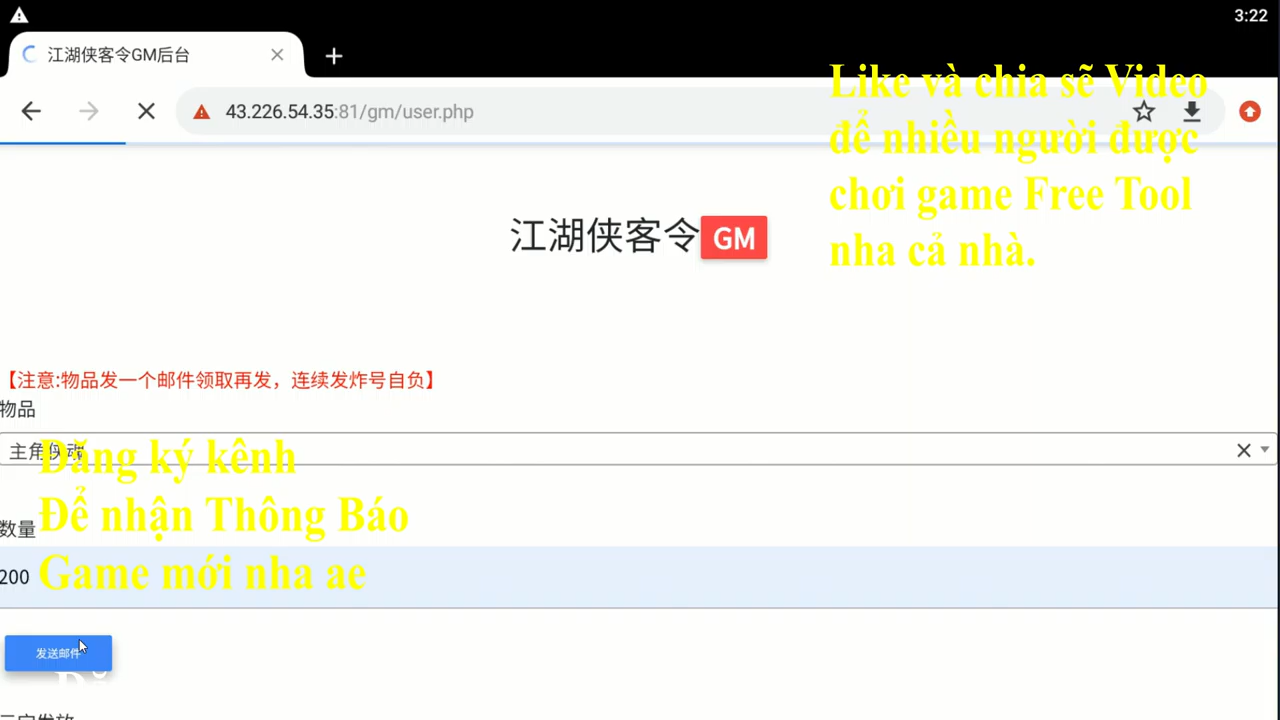 3:22
江湖侠客令GM后台
43.226.54.35:81/gm/user.php
Like và chia sẽ Video
để nhiều người được
chơi game Free Tool
nha cả nhà.
江湖侠客令 GM
【注意:物品发一个邮件领取再发，连续发炸号自负】
物品
主角侠魂
Đăng ký kênh
Để nhận Thông Báo
Game mới nha ae
数量
200
发送邮件